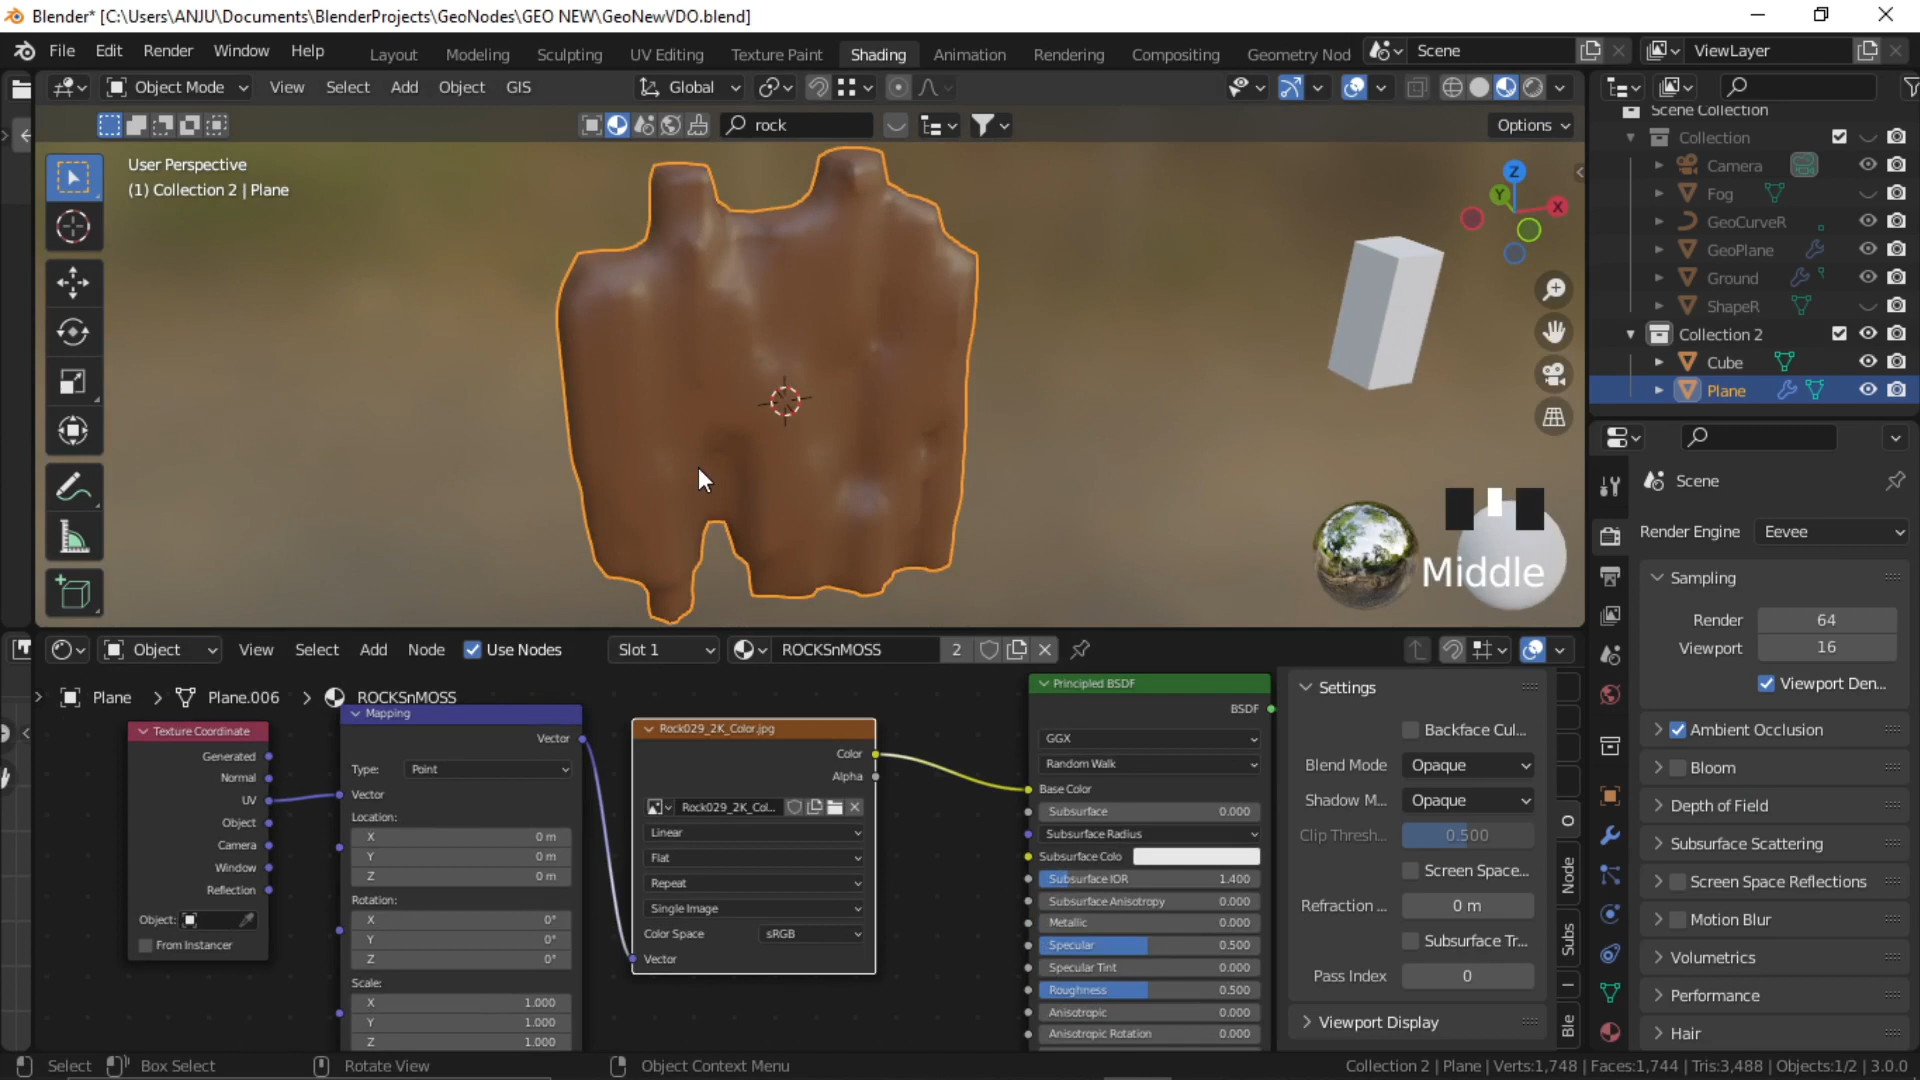 Blender* [C:\Users\ANJU\Documents\BlenderProjects\GeoNodes\GEO NEW\GeoNewVDO.blend]
File Edit Render Window Help Layout Modeling Sculpting UV Editing Texture Paint Shading Animation Rendering Compositing Geometry Nod Scene ViewLayer
Object Mode View Select Add Object GIS Global
rock Options
User Perspective
(1) Collection 2 | Plane
Z
Y
X
Middle
Scene Collection
Collection
Camera
Fog
GeoCurveR
GeoPlane
Ground
ShapeR
Collection 2
Cube
Plane
Scene
Render Engine Eevee
Sampling
Render 64
Viewport 16
Viewport Den...
Ambient Occlusion
Bloom
Depth of Field
Subsurface Scattering
Screen Space Reflections
Motion Blur
Volumetrics
Performance
Hair
Object View Select Add Node Use Nodes Slot 1 ROCKSnMOSS 2
Plane > Plane.006 > ROCKSnMOSS
Texture Coordinate
Generated
Normal
UV
Object
Camera
Window
Reflection
Object:
From Instancer
Mapping
Vector
Type: Point
Vector
Location:
X 0 m
Y 0 m
Z 0 m
Rotation:
X 0°
Y 0°
Z 0°
Scale:
X 1.000
Y 1.000
Z 1.000
Rock029_2K_Color.jpg
Color
Alpha
Rock029_2K_Col...
Linear
Flat
Repeat
Single Image
Color Space sRGB
Vector
Principled BSDF
BSDF
GGX
Random Walk
Base Color
Subsurface 0.000
Subsurface Radius
Subsurface Colo
Subsurface IOR 1.400
Subsurface Anisotropy 0.000
Metallic 0.000
Specular 0.500
Specular Tint 0.000
Roughness 0.500
Anisotropic 0.000
Anisotropic Rotation 0.000
Settings
Backface Cul...
Blend Mode Opaque
Shadow M... Opaque
Clip Thresh... 0.500
Screen Space...
Refraction ... 0 m
Subsurface Tr...
Pass Index 0
Viewport Display
O
Node
Subs
I
Ble
Select Box Select Rotate View Object Context Menu Collection 2 | Plane | Verts:1,748 | Faces:1,744 | Tris:3,488 | Objects:1/2 | 3.0.0